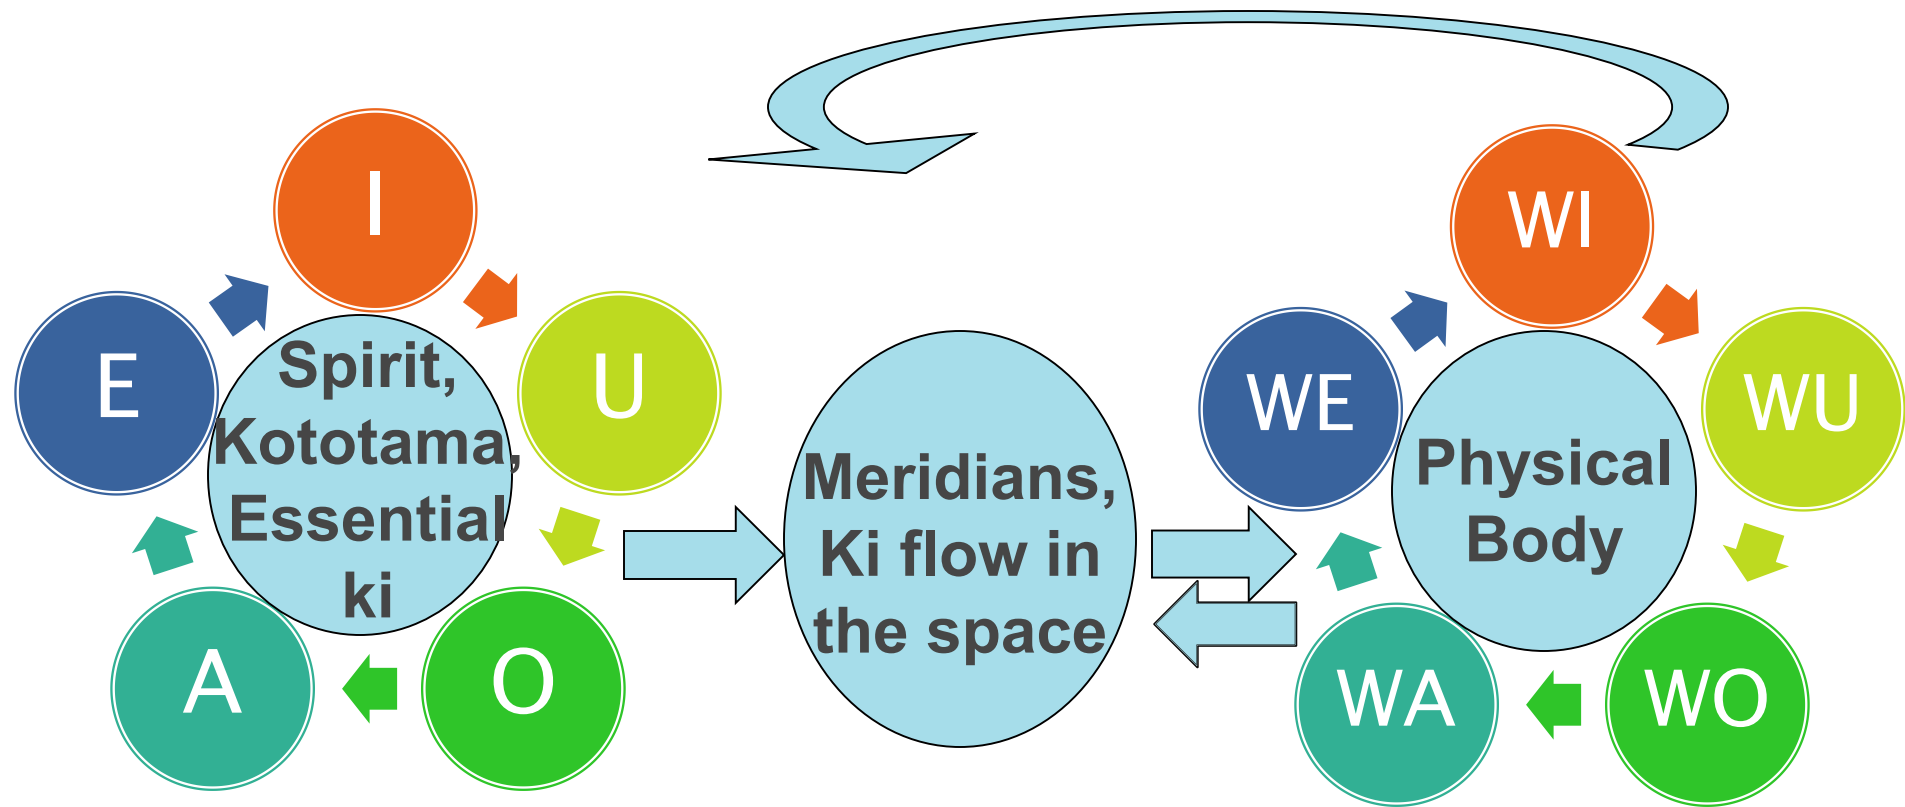 I
E
U
Spirit,
Kototama,
Essential
ki
A
O
Meridians,
Ki flow in
the space
WI
WE
WU
Physical
Body
WA
WO